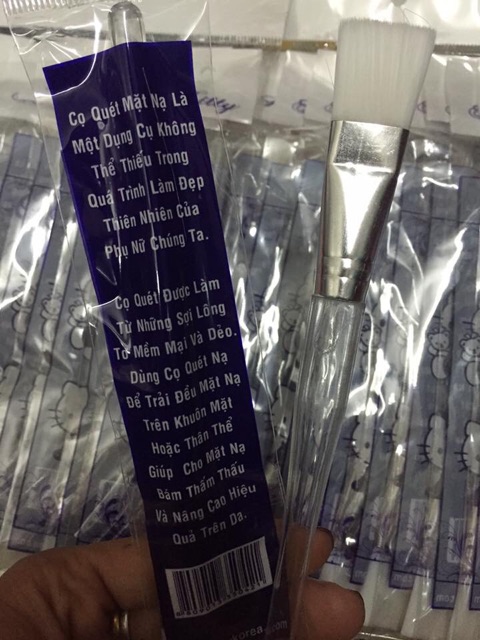 Cọ Quét Mặt Nạ Là
Một Dụng Cụ Không
Thể Thiếu Trong
Quá Trình Làm Đẹp
Thiên Nhiên Của
Phụ Nữ Chúng Ta.
Cọ Quét Được Làm
Từ Những Sợi Lông
Tơ Mềm Mại Và Dẻo.
Dùng Cọ Quét Nạ
Để Trải Đều Mặt Nạ
Trên Khuôn Mặt
Hoặc Thân Thể
Giúp Cho Mặt Nạ
Bám Thẩm Thấu
Và Nâng Cao Hiệu
Quả Trên Da.